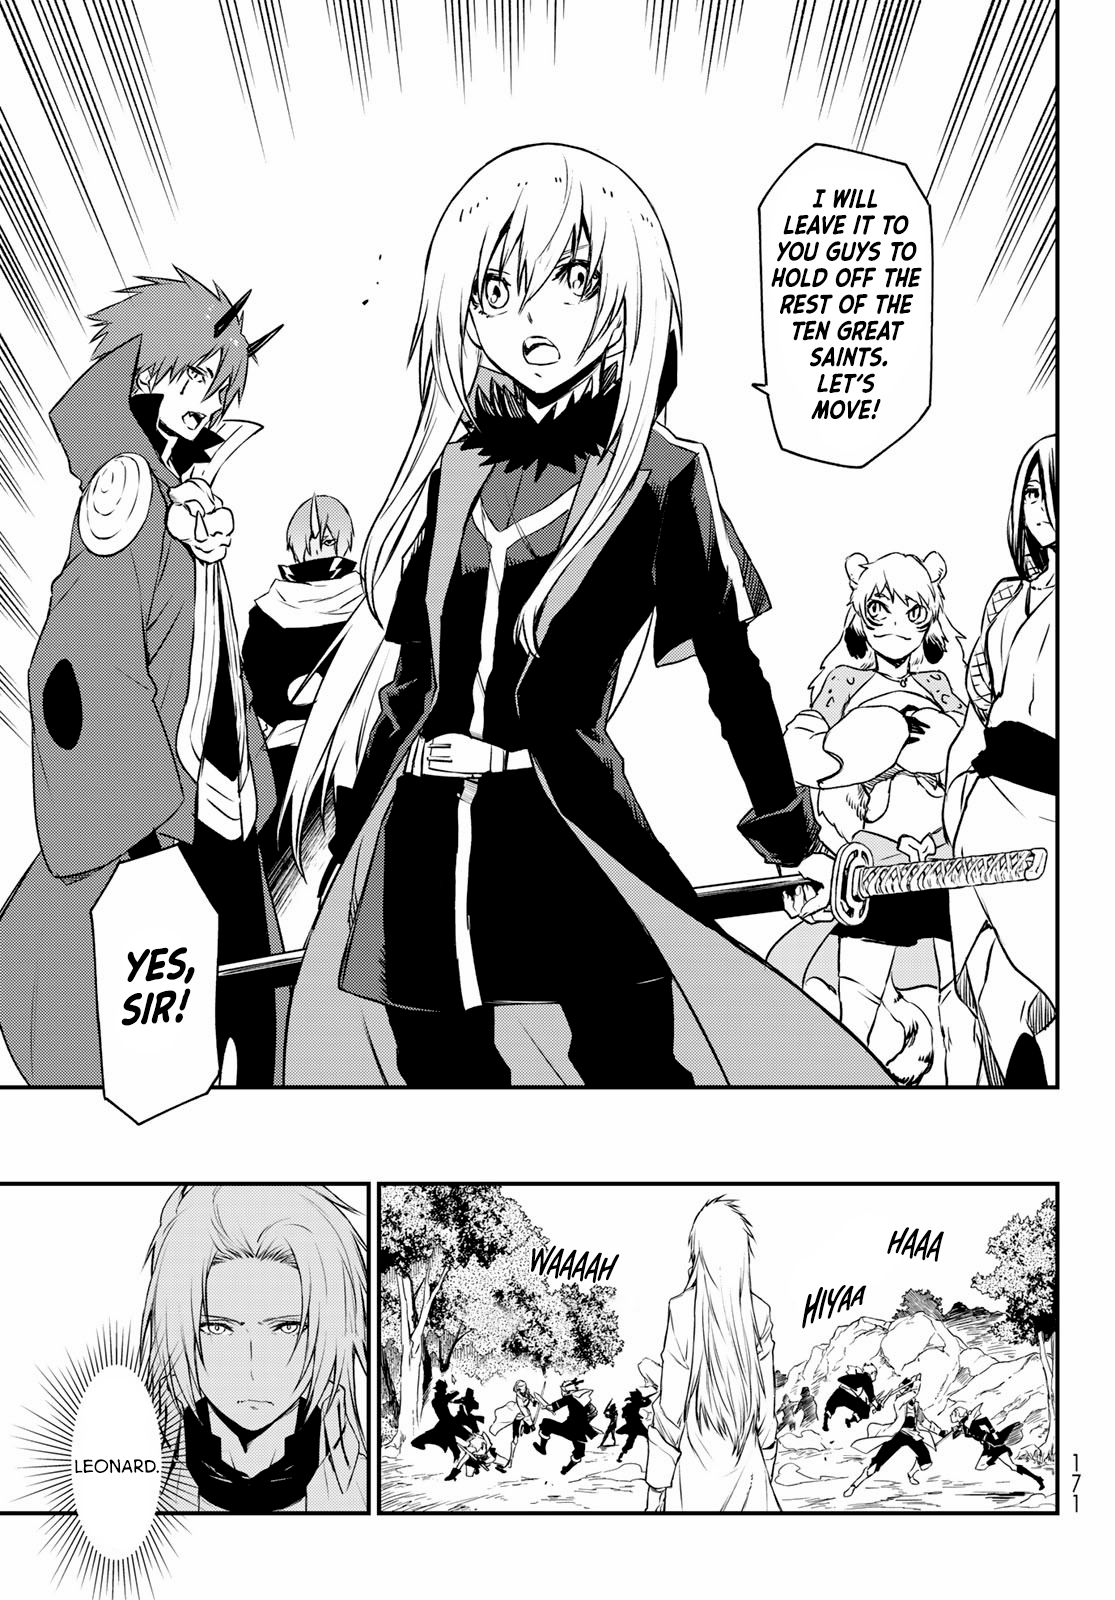 I WILL
LEAVE IT TO
YOU GUYS TO
HOLD OFF THE
REST OF THE
TEN GREAT
SAINTS.
LET'S
MOVE!
YES,
SIR!
HAAA
WAAAAH
HIYAA
LEONARD.
171